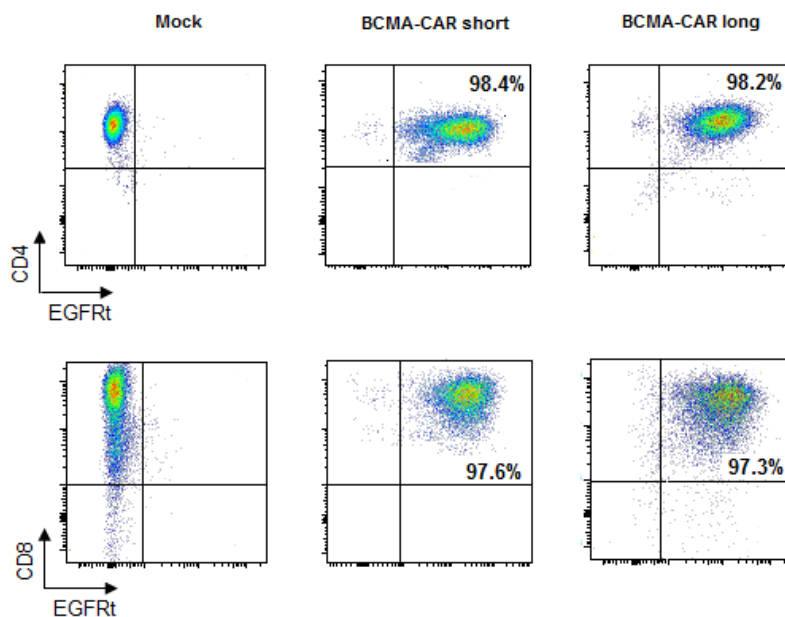 Mock BCMA-CAR short BCMA-CAR long
98.4% 98.2%
CD4
EGFRt
97.6% 97.3%
CD8
EGFRt